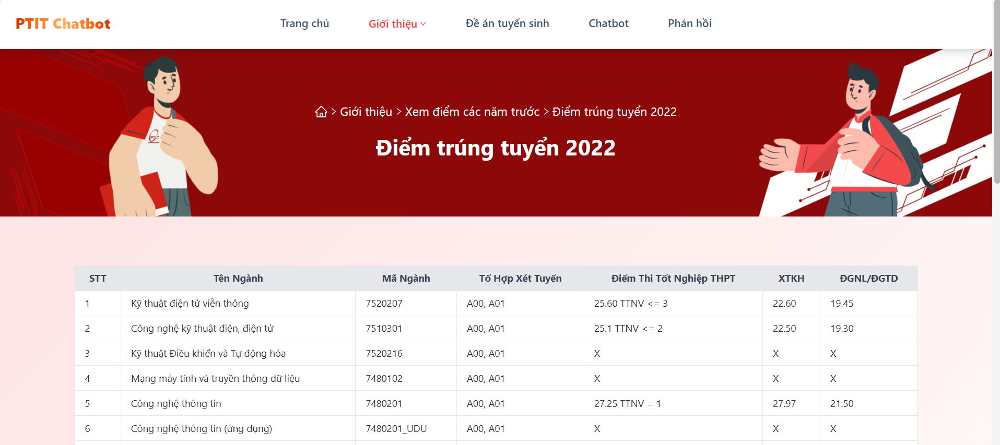 PTIT Chatbot
Trang chủ Giới thiệu Đề án tuyển sinh Chatbot Phản hồi
> Giới thiệu > Xem điểm các năm trước > Điểm trúng tuyển 2022
Điểm trúng tuyển 2022
PTIT
STT Tên Ngành Mã Ngành Tổ Hợp Xét Tuyển Điểm Thi Tốt Nghiệp THPT XTKH ĐGNL/ĐGTD
1 Kỹ thuật điện tử viễn thông 7520207 A00, A01 25.60 TTNV <= 3 22.60 19.45
2 Công nghệ kỹ thuật điện, điện tử 7510301 A00, A01 25.1 TTNV <= 2 22.50 19.30
3 Kỹ thuật Điều khiển và Tự động hóa 7520216 A00, A01 X X X
4 Mạng máy tính và truyền thông dữ liệu 7480102 A00, A01 X X X
5 Công nghệ thông tin 7480201 A00, A01 27.25 TTNV = 1 27.97 21.50
6 Công nghệ thông tin (ứng dụng) 7480201_UDU A00, A01 X X X